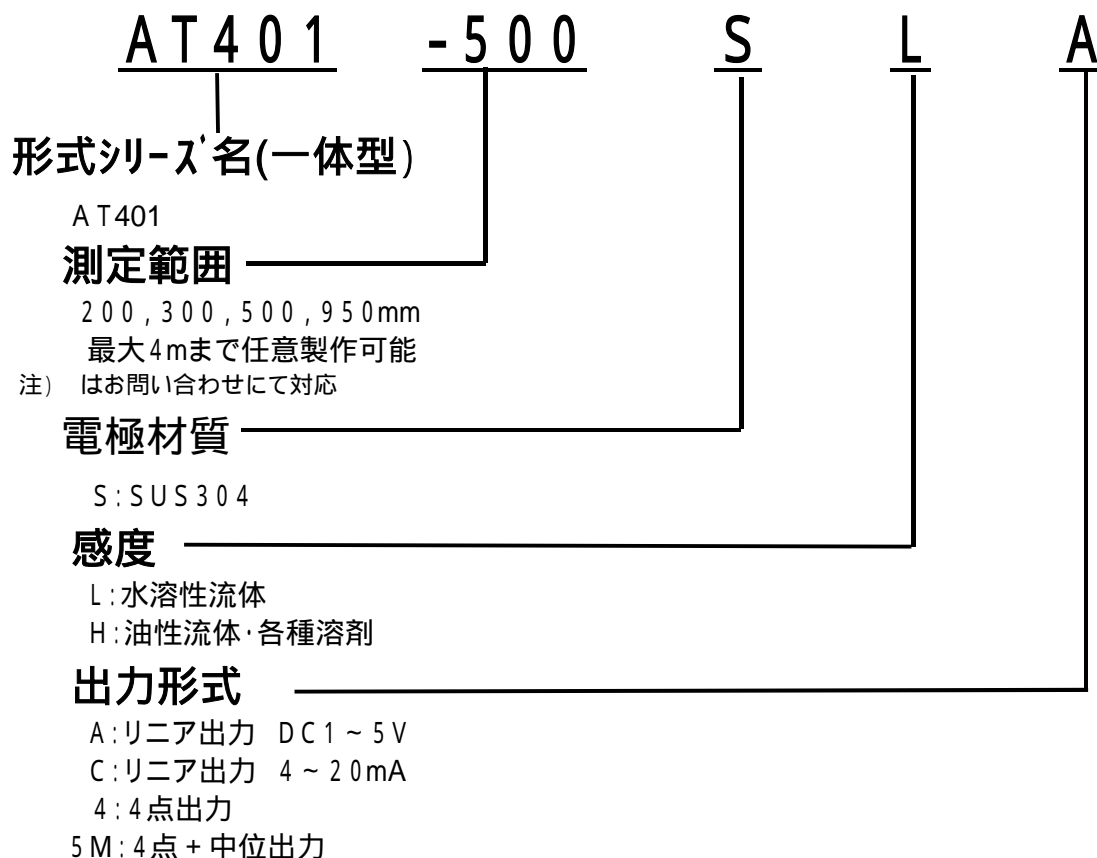 AT401 -500 S L A
形式シリーズ名(一体型)
AT401
測定範囲
200,300,500,950mm
最大4mまで任意製作可能
注) はお問い合わせにて対応
電極材質
S:SUS304
感度
L:水溶性流体
H:油性流体・各種溶剤
出力形式
A:リニア出力 DC1~5V
C:リニア出力 4~20mA
4:4点出力
5M:4点+中位出力